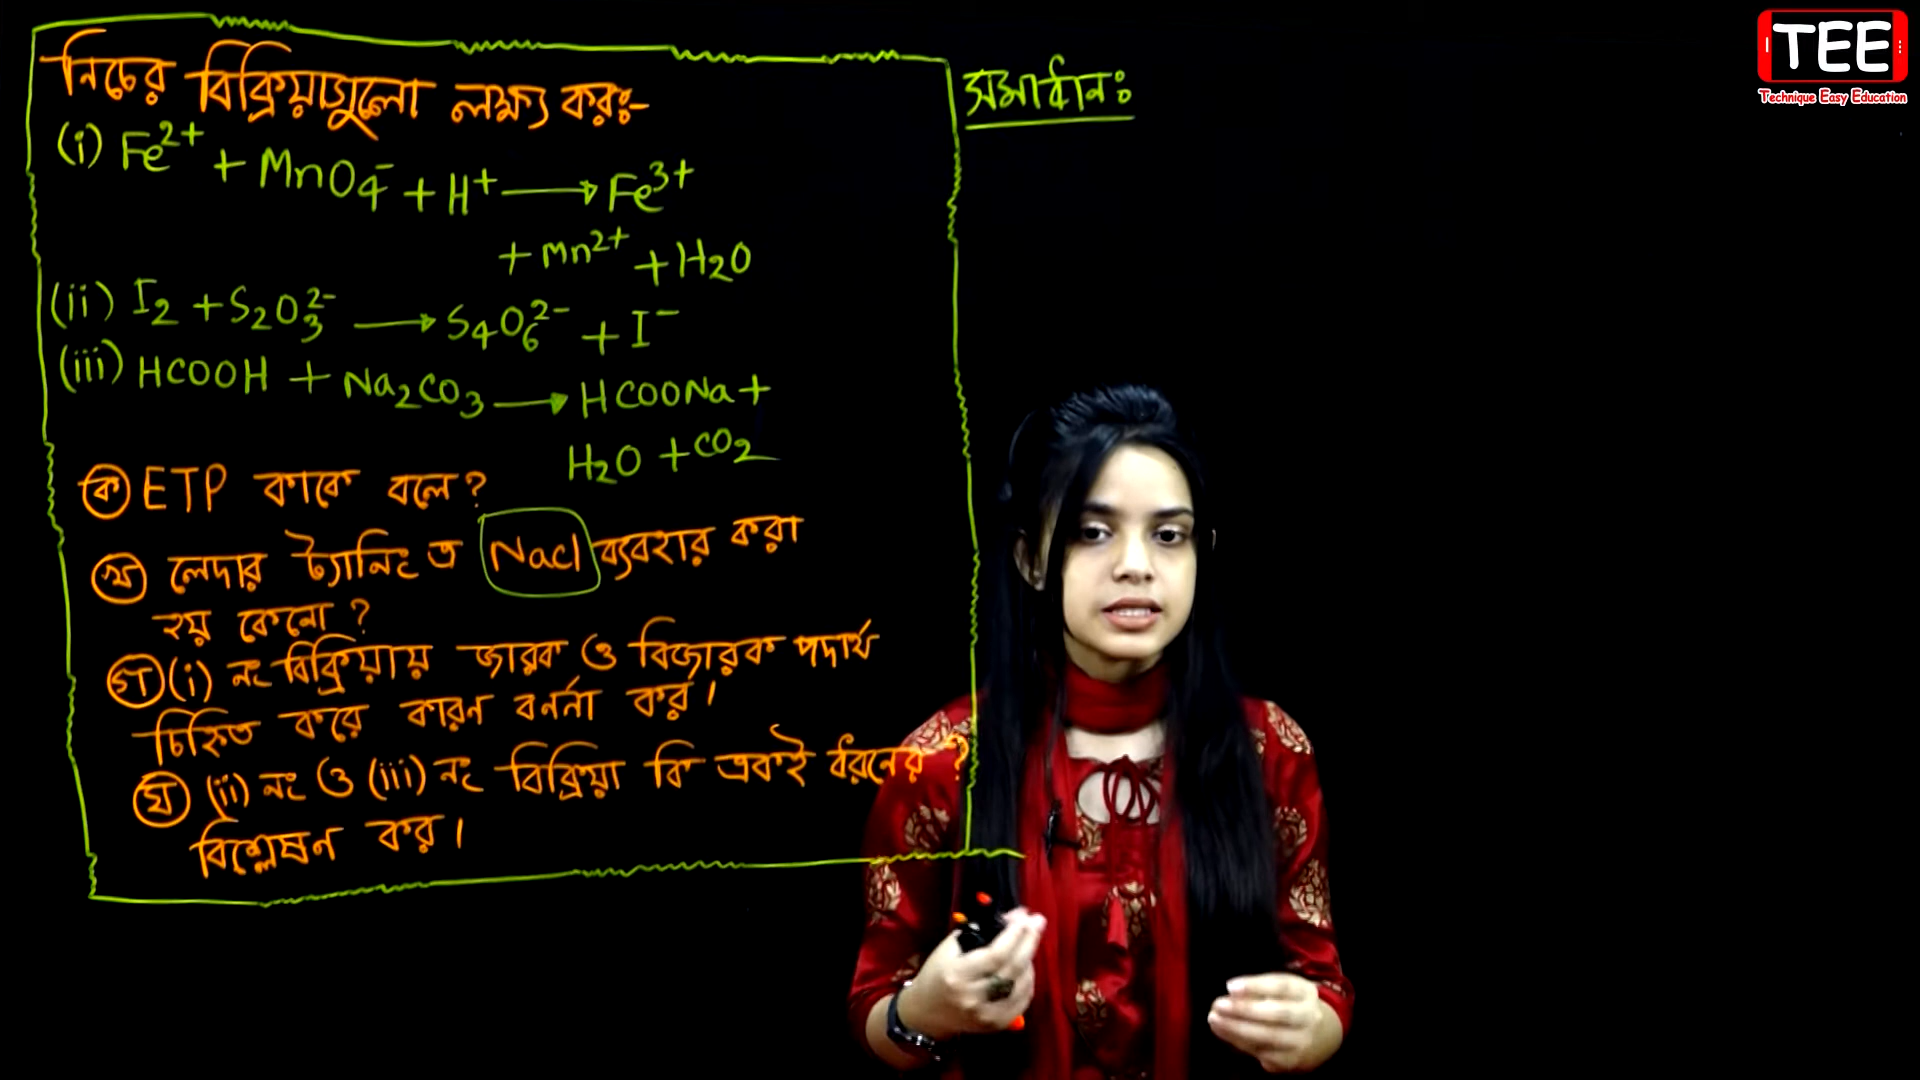 নিচের বিক্রিয়াগুলো লক্ষ্য করঃ-
(i) Fe²⁺ + MnO₄⁻ + H⁺ ⟶ Fe³⁺
+ Mn²⁺ + H₂O
(ii) I₂ + S₂O₃²⁻ ⟶ S₄O₆²⁻ + I⁻
(iii) HCOOH + Na₂CO₃ ⟶ HCOONa +
H₂O + CO₂
ক ETP কাকে বলে?
খ লেদার ট্যানিং এ NaCl ব্যবহার করা
হয় কেনো?
গ (i) নং বিক্রিয়ায় জারক ও বিজারক পদার্থ
চিহ্নিত করে কারণ বর্ননা কর।
ঘ (ii) নং ও (iii) নং বিক্রিয়া কি একই ধরনের?
বিশ্লেষন কর।
সমাধান:
TEE
Technique Easy Education